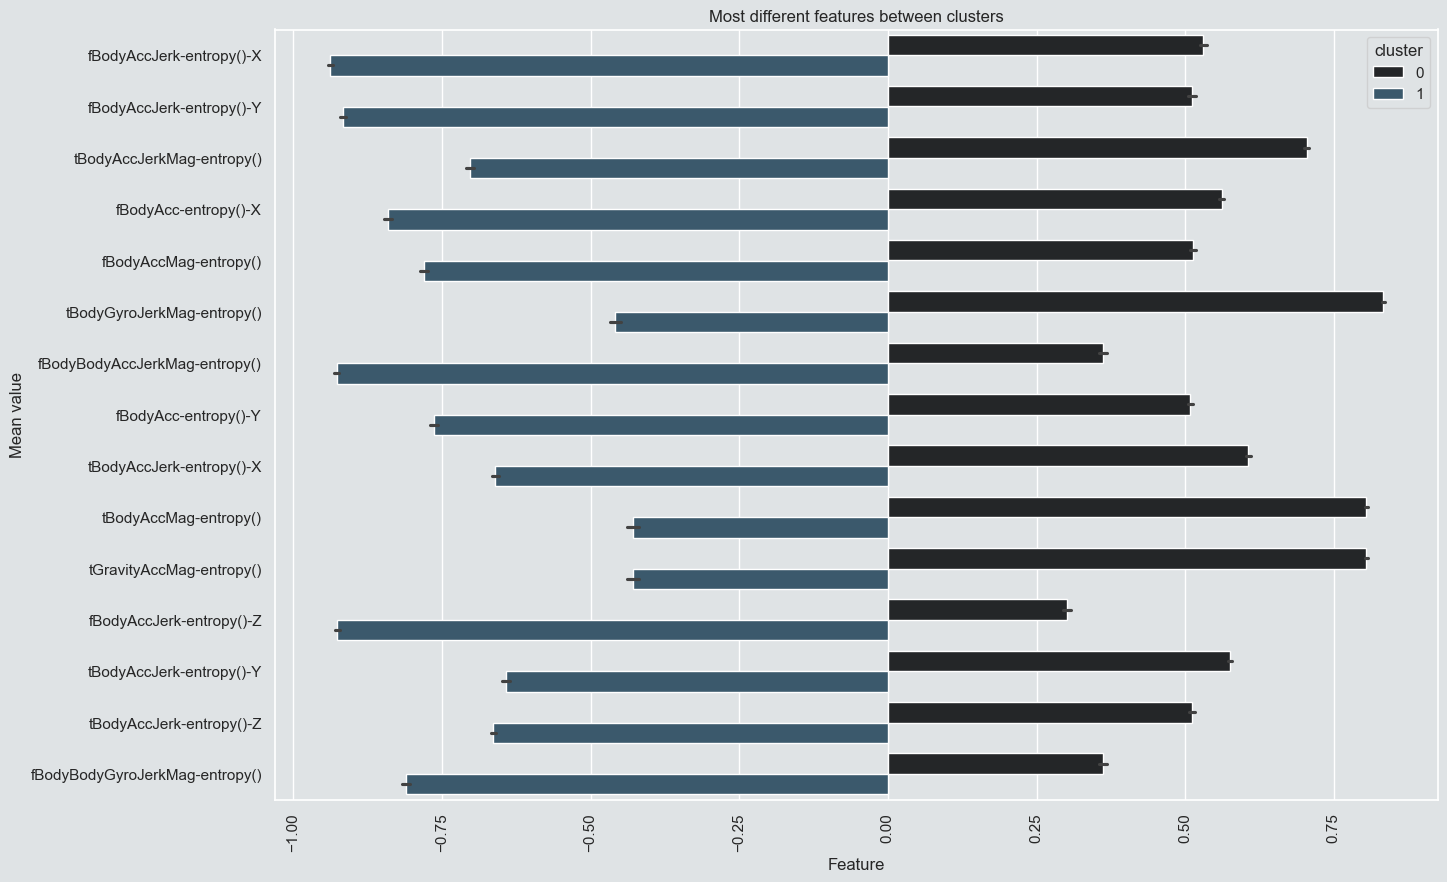 Most different features between clusters
cluster
0
1
fBodyAccJerk-entropy()-X
fBodyAccJerk-entropy()-Y
tBodyAccJerkMag-entropy()
fBodyAcc-entropy()-X
fBodyAccMag-entropy()
tBodyGyroJerkMag-entropy()
fBodyBodyAccJerkMag-entropy()
fBodyAcc-entropy()-Y
tBodyAccJerk-entropy()-X
tBodyAccMag-entropy()
tGravityAccMag-entropy()
fBodyAccJerk-entropy()-Z
tBodyAccJerk-entropy()-Y
tBodyAccJerk-entropy()-Z
fBodyBodyGyroJerkMag-entropy()
Mean value
−1.00
−0.75
−0.50
−0.25
0.00
0.25
0.50
0.75
Feature